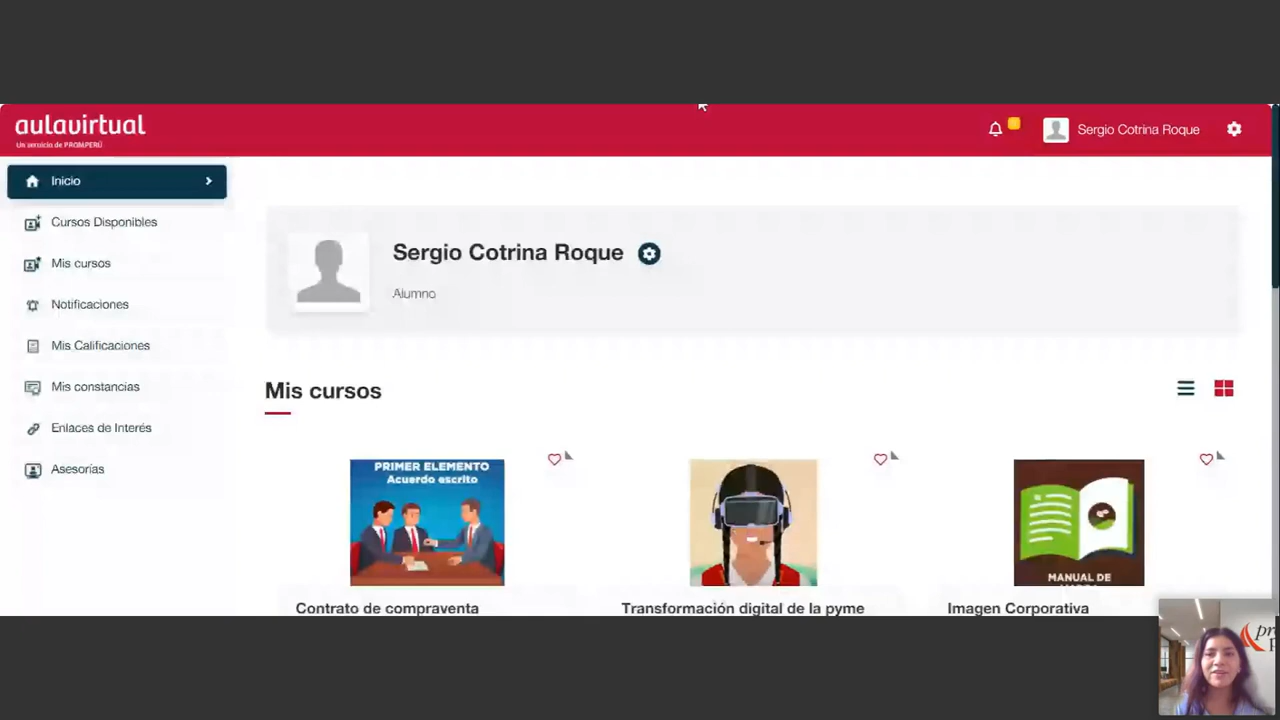 aulavirtual
Un servicio de PROMPERÚ
Sergio Cotrina Roque
Inicio
Cursos Disponibles
Mis cursos
Notificaciones
Mis Calificaciones
Mis constancias
Enlaces de Interés
Asesorías
Sergio Cotrina Roque
Alumno
Mis cursos
PRIMER ELEMENTO
Acuerdo escrito
MANUAL DE
Contrato de compraventa
Transformación digital de la pyme
Imagen Corporativa